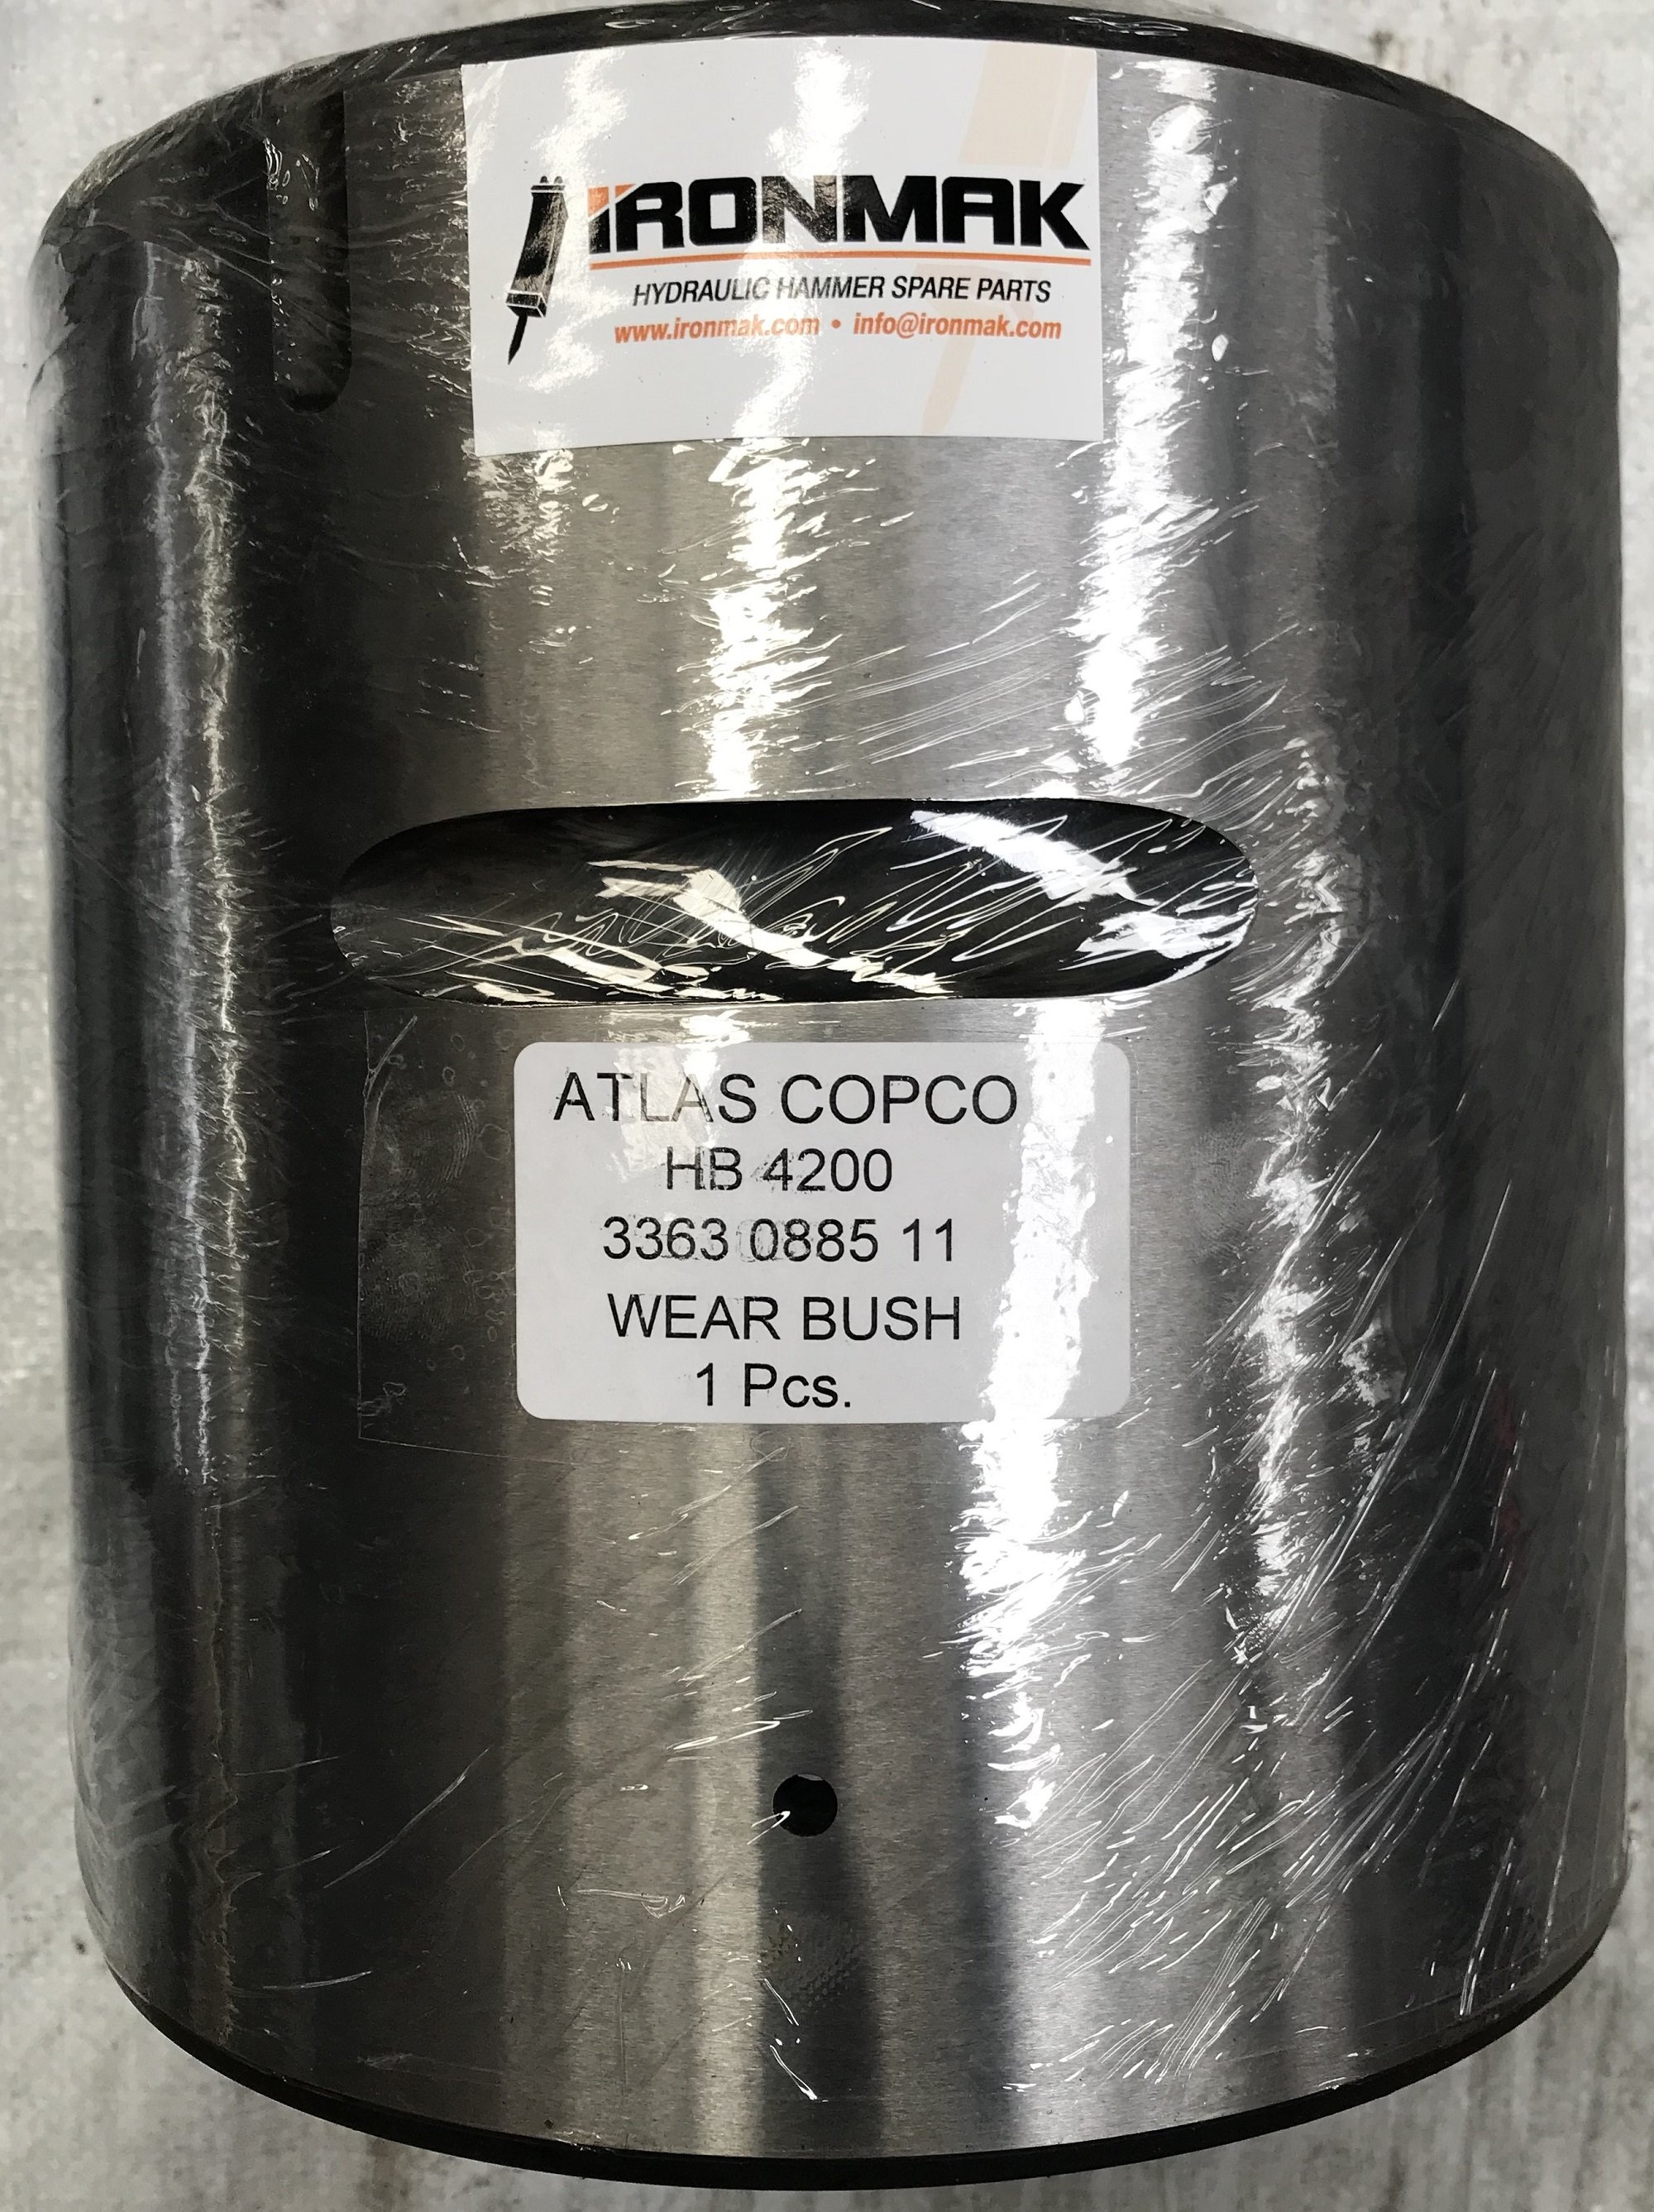 IRONMAK
HYDRAULIC HAMMER SPARE PARTS
www.ironmak.com • info@ironmak.com
ATLAS COPCO
HB 4200
3363 0885 11
WEAR BUSH
1 Pcs.